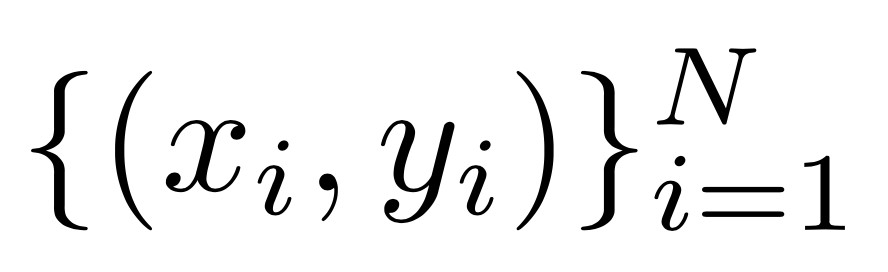 {(x_i, y_i)}_{i=1}^N